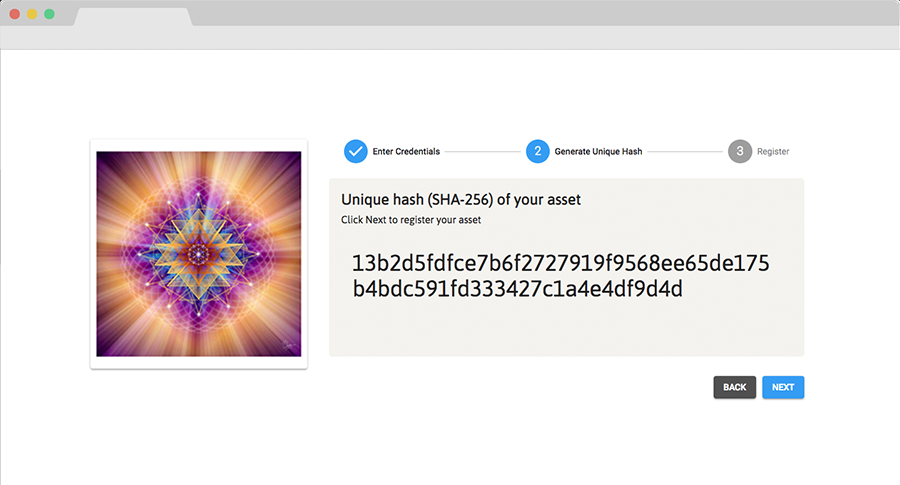 Enter Credentials
2 Generate Unique Hash
3 Register
Unique hash (SHA-256) of your asset
Click Next to register your asset
13b2d5fdfce7b6f2727919f9568ee65de175
b4bdc591fd333427c1a4e4df9d4d
BACK NEXT